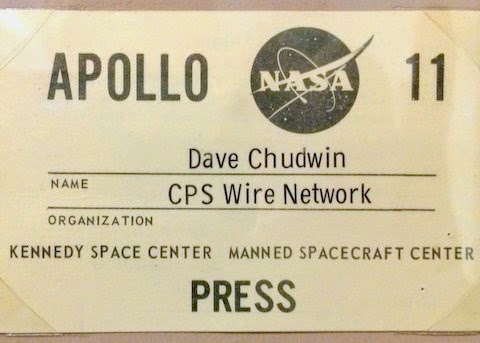 APOLLO NASA 11
Dave Chudwin
NAME
CPS Wire Network
ORGANIZATION
KENNEDY SPACE CENTER MANNED SPACECRAFT CENTER
PRESS